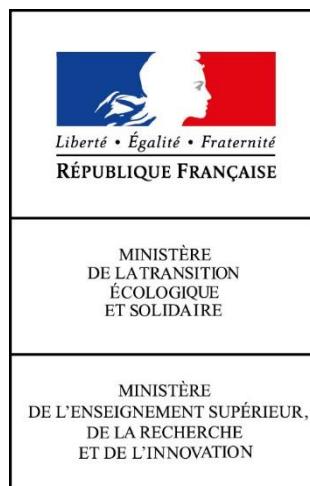 Liberté • Égalité • Fraternité
RÉPUBLIQUE FRANÇAISE
MINISTÈRE
DE LA TRANSITION
ÉCOLOGIQUE
ET SOLIDAIRE
MINISTÈRE
DE L'ENSEIGNEMENT SUPÉRIEUR,
DE LA RECHERCHE
ET DE L'INNOVATION